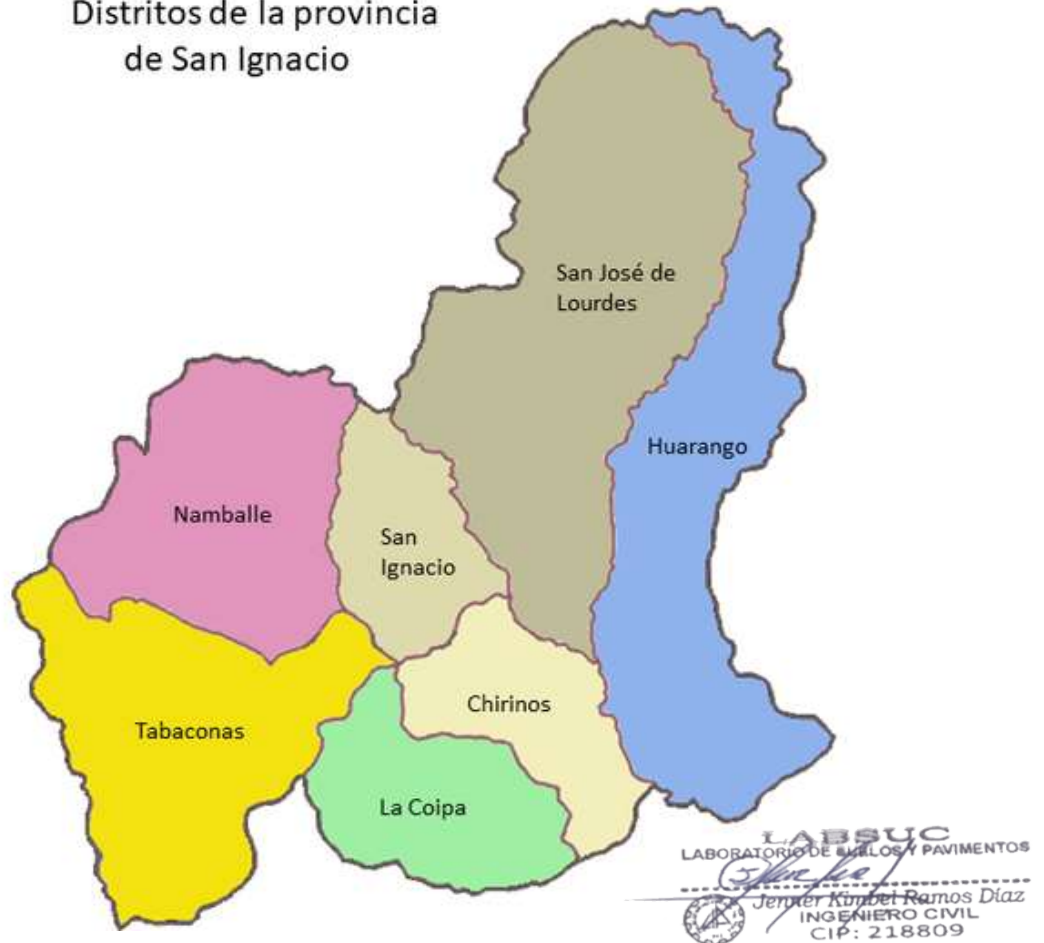 Distritos de la provincia
de San Ignacio
San José de
Lourdes
Huarango
Namballe
San
Ignacio
Chirinos
Tabaconas
La Coipa
LABSUC
LABORATORIO DE SUELOS Y PAVIMENTOS
Jenner Kimbel Ramos Díaz
INGENIERO CIVIL
CIP: 218809